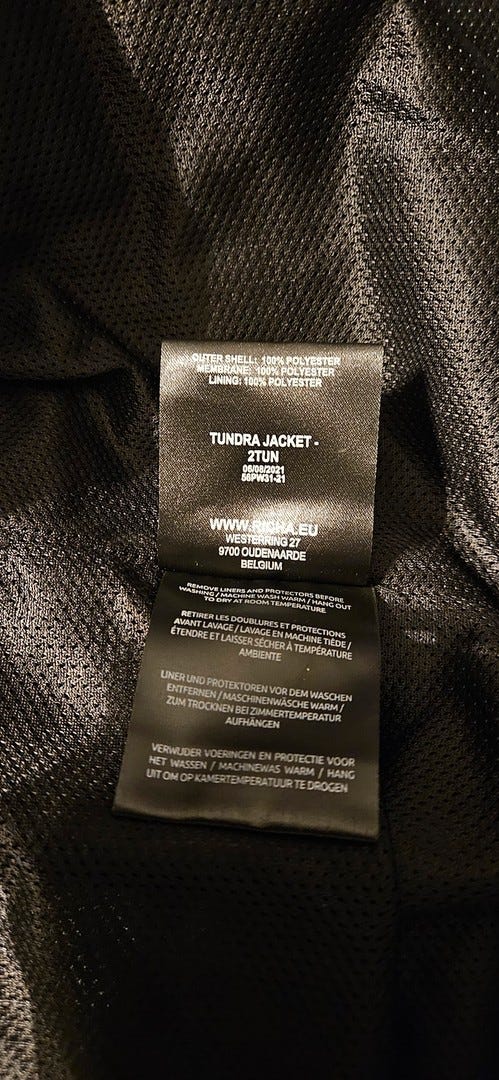 OUTER SHELL: 100% POLYESTER
MEMBRANE: 100% POLYESTER
LINING: 100% POLYESTER
TUNDRA JACKET -
2TUN
06/08/2021
56PW31-21
WWW.RICHA.EU
WESTERRING 27
9700 OUDENAARDE
BELGIUM
REMOVE LINERS AND PROTECTORS BEFORE
WASHING / MACHINE WASH WARM / HANG OUT
TO DRY AT ROOM TEMPERATURE
RETIRER LES DOUBLURES ET PROTECTIONS
AVANT LAVAGE / LAVAGE EN MACHINE TIÈDE /
ÉTENDRE ET LAISSER SÉCHER À TEMPÉRATURE
AMBIENTE
LINER UND PROTEKTOREN VOR DEM WASCHEN
ENTFERNEN / MASCHINENWÄSCHE WARM /
ZUM TROCKNEN BEI ZIMMERTEMPERATUR
AUFHÄNGEN
VERWIJDER VOERINGEN EN PROTECTIE VOOR
HET WASSEN / MACHINEWAS WARM / HANG
UIT OM OP KAMERTEMPERATUUR TE DROGEN